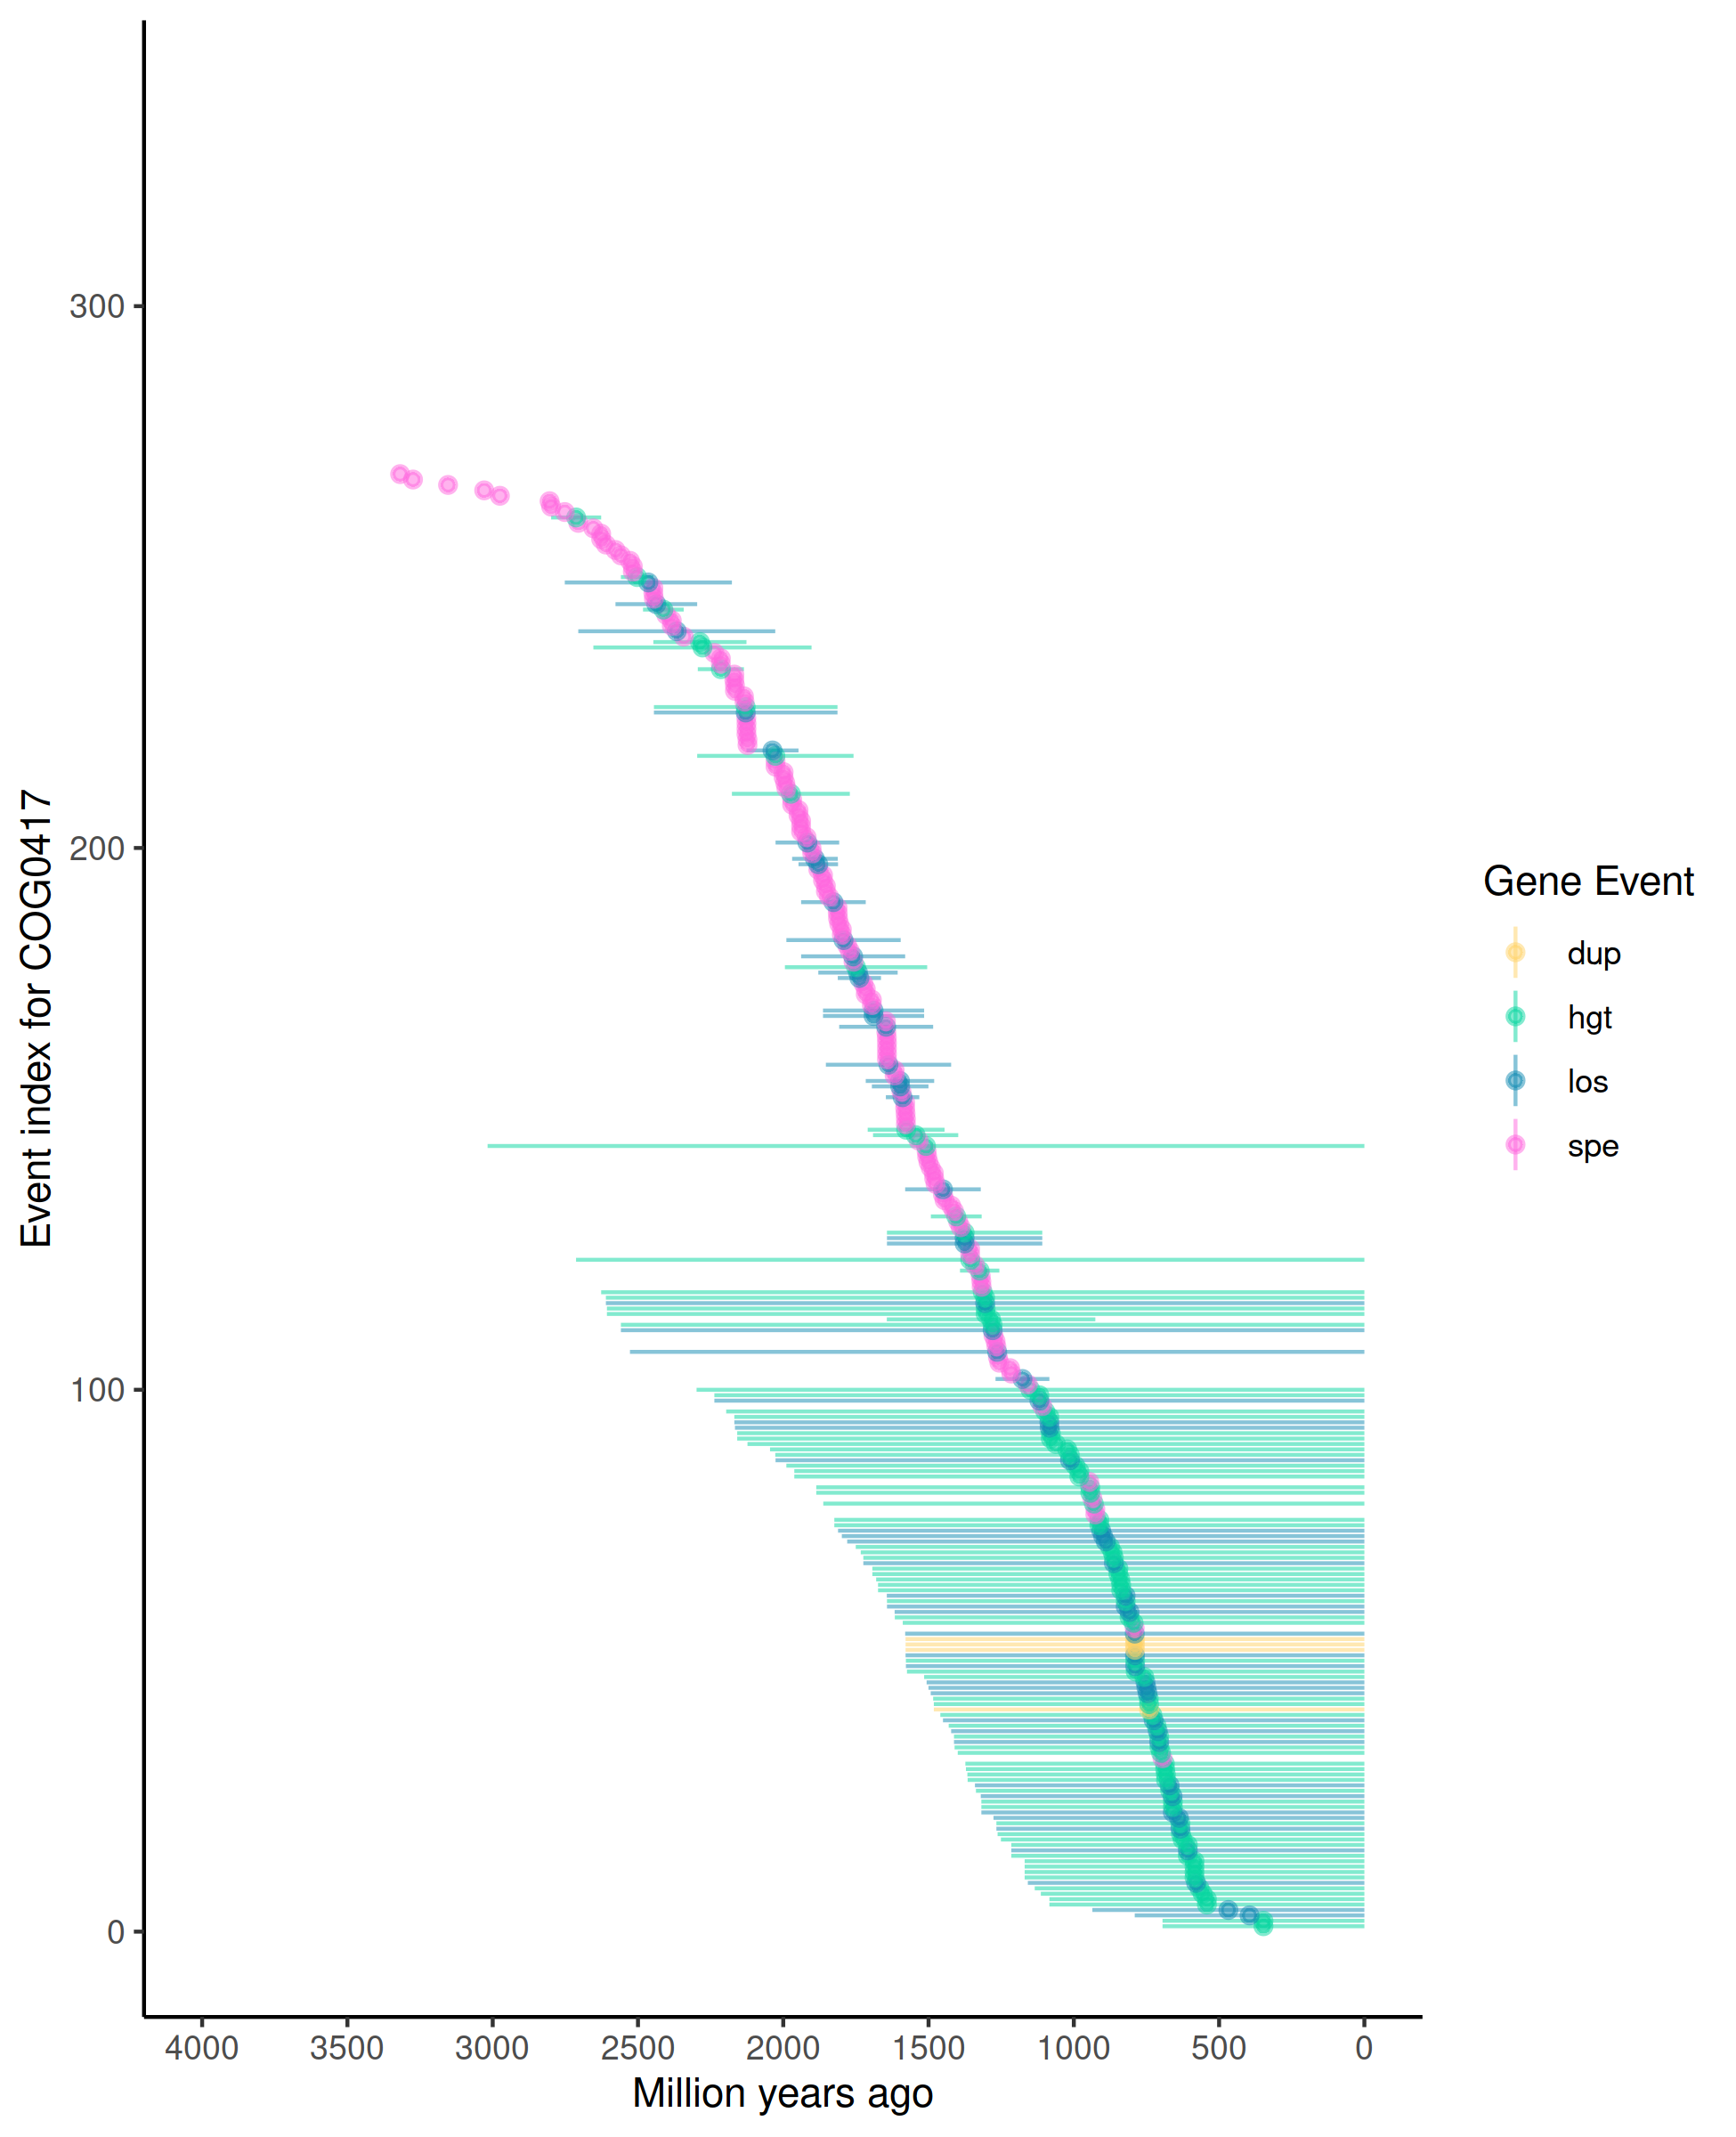 Event index for COG0417
300
200
100
0
4000 3500 3000 2500 2000 1500 1000 500 0
Million years ago
Gene Event
dup
hgt
los
spe